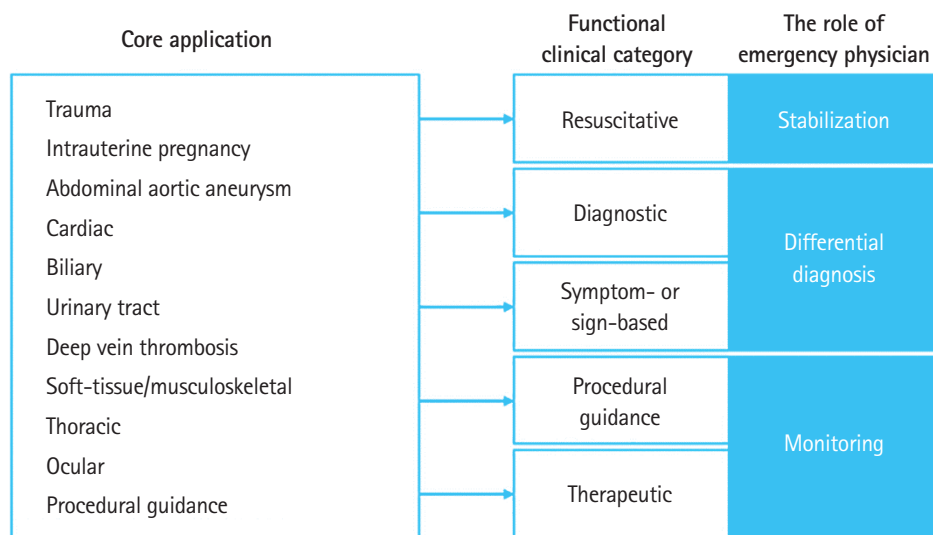 Core application
Functional
clinical category
The role of
emergency physician
Trauma
Intrauterine pregnancy
Abdominal aortic aneurysm
Cardiac
Biliary
Urinary tract
Deep vein thrombosis
Soft-tissue/musculoskeletal
Thoracic
Ocular
Procedural guidance
Resuscitative
Diagnostic
Symptom- or
sign-based
Procedural
guidance
Therapeutic
Stabilization
Differential
diagnosis
Monitoring